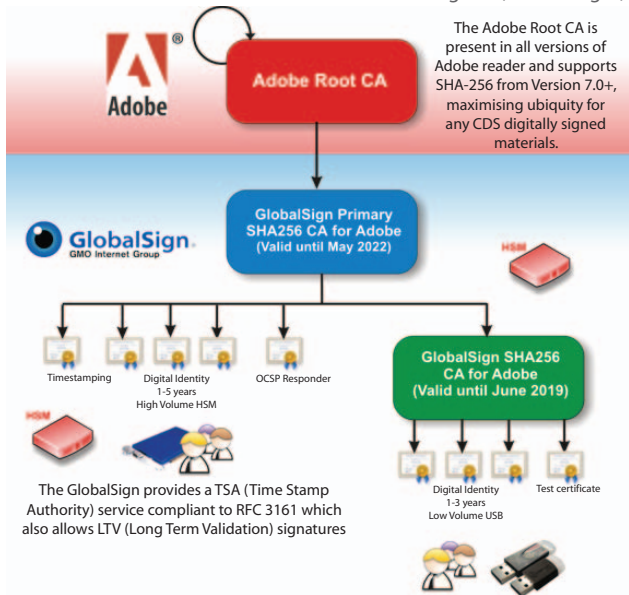 The Adobe Root CA is
present in all versions of
Adobe reader and supports
SHA-256 from Version 7.0+,
maximising ubiquity for
any CDS digitally signed
materials.
®
Adobe
Adobe Root CA
GlobalSign Primary
SHA256 CA for Adobe
(Valid until May 2022)
GlobalSign
GMO Internet Group
HSM
Timestamping
Digital Identity
1-5 years
High Volume HSM
OCSP Responder
GlobalSign SHA256
CA for Adobe
(Valid until June 2019)
HSM
The GlobalSign provides a TSA (Time Stamp
Authority) service compliant to RFC 3161 which
also allows LTV (Long Term Validation) signatures
Digital Identity
1-3 years
Low Volume USB
Test certificate